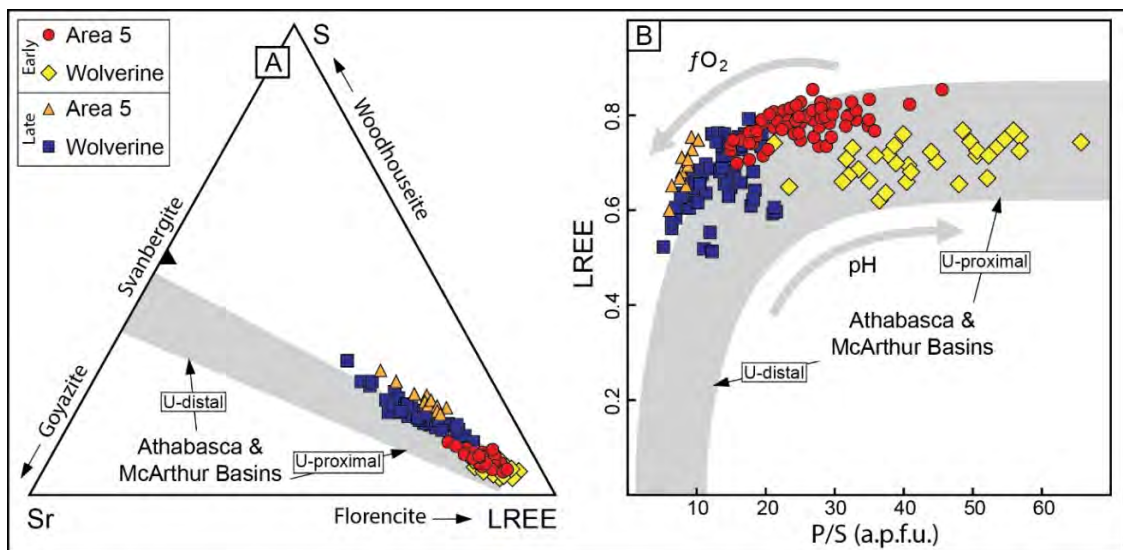 Early
Area 5
Wolverine
Late
Area 5
Wolverine
A
S
Woodhouseite
Svanbergite
Goyazite
U-distal
Athabasca &
McArthur Basins
U-proximal
Sr
Florencite
LREE
B
fO2
LREE
0.8
0.6
0.4
0.2
pH
U-proximal
Athabasca &
McArthur Basins
U-distal
10
20
30
40
50
60
P/S (a.p.f.u.)